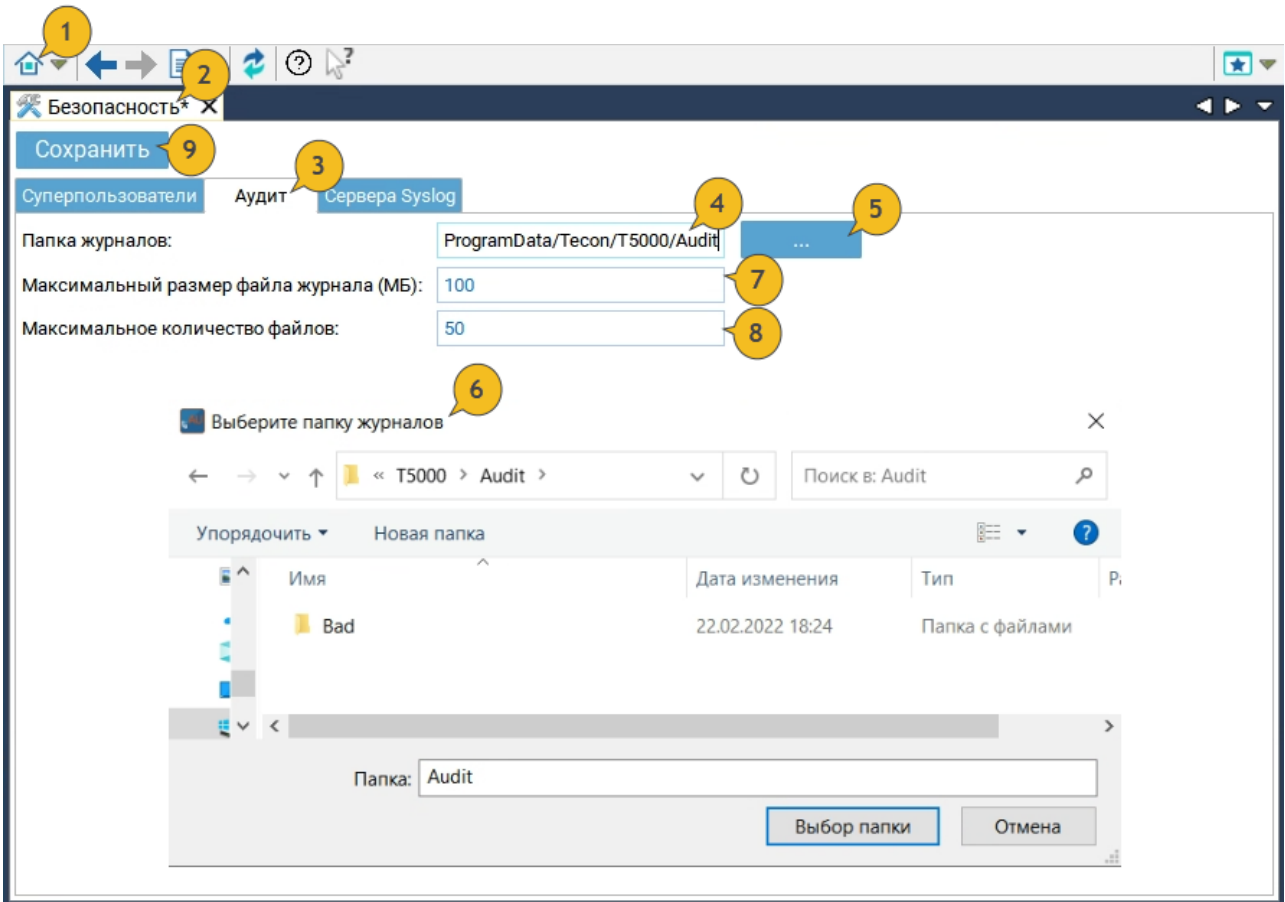 1
2
Безопасность*
Сохранить 9
3
Суперпользователи Аудит Сервера Syslog
4
5
Папка журналов: ProgramData/Tecon/T5000/Audit ...
Максимальный размер файла журнала (МБ): 100 7
Максимальное количество файлов: 50 8
6
Выберите папку журналов
« T5000 > Audit > Поиск в: Audit
Упорядочить Новая папка
Имя Дата изменения Тип
Bad 22.02.2022 18:24 Папка с файлами
Папка: Audit
Выбор папки Отмена